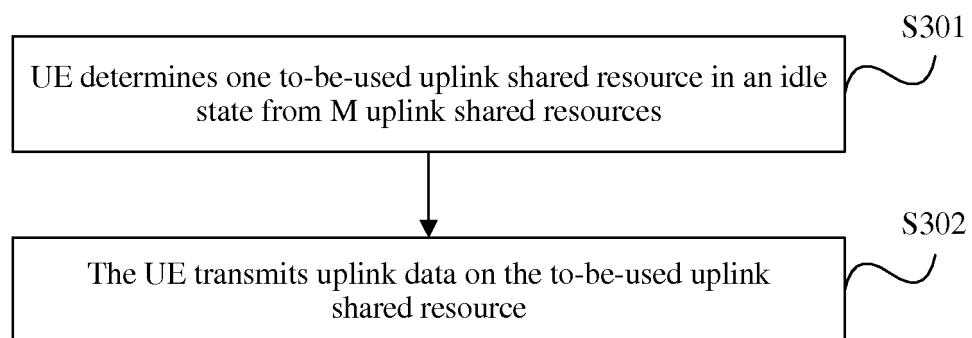 S301
UE determines one to-be-used uplink shared resource in an idle
state from M uplink shared resources
S302
The UE transmits uplink data on the to-be-used uplink
shared resource